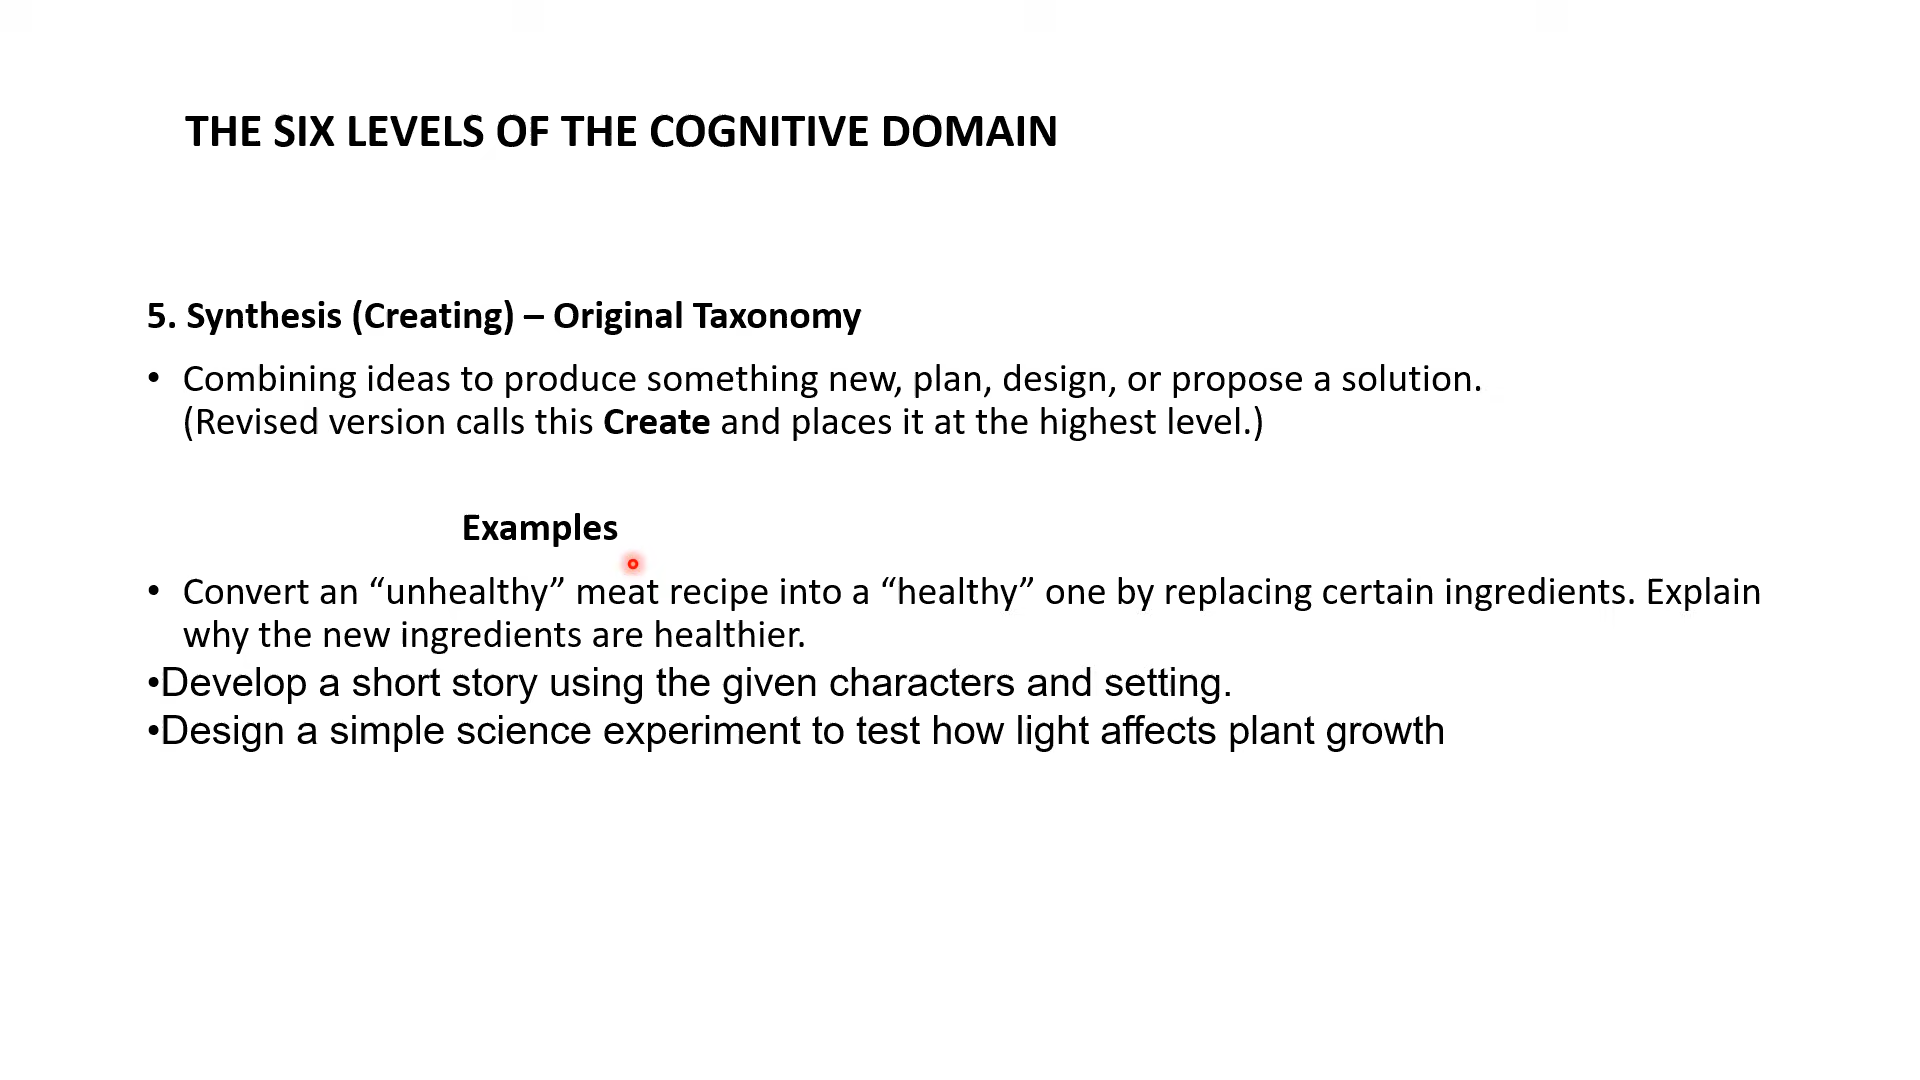 THE SIX LEVELS OF THE COGNITIVE DOMAIN
5. Synthesis (Creating) – Original Taxonomy
• Combining ideas to produce something new, plan, design, or propose a solution.
(Revised version calls this Create and places it at the highest level.)
Examples
• Convert an “unhealthy” meat recipe into a “healthy” one by replacing certain ingredients. Explain
why the new ingredients are healthier.
•Develop a short story using the given characters and setting.
•Design a simple science experiment to test how light affects plant growth